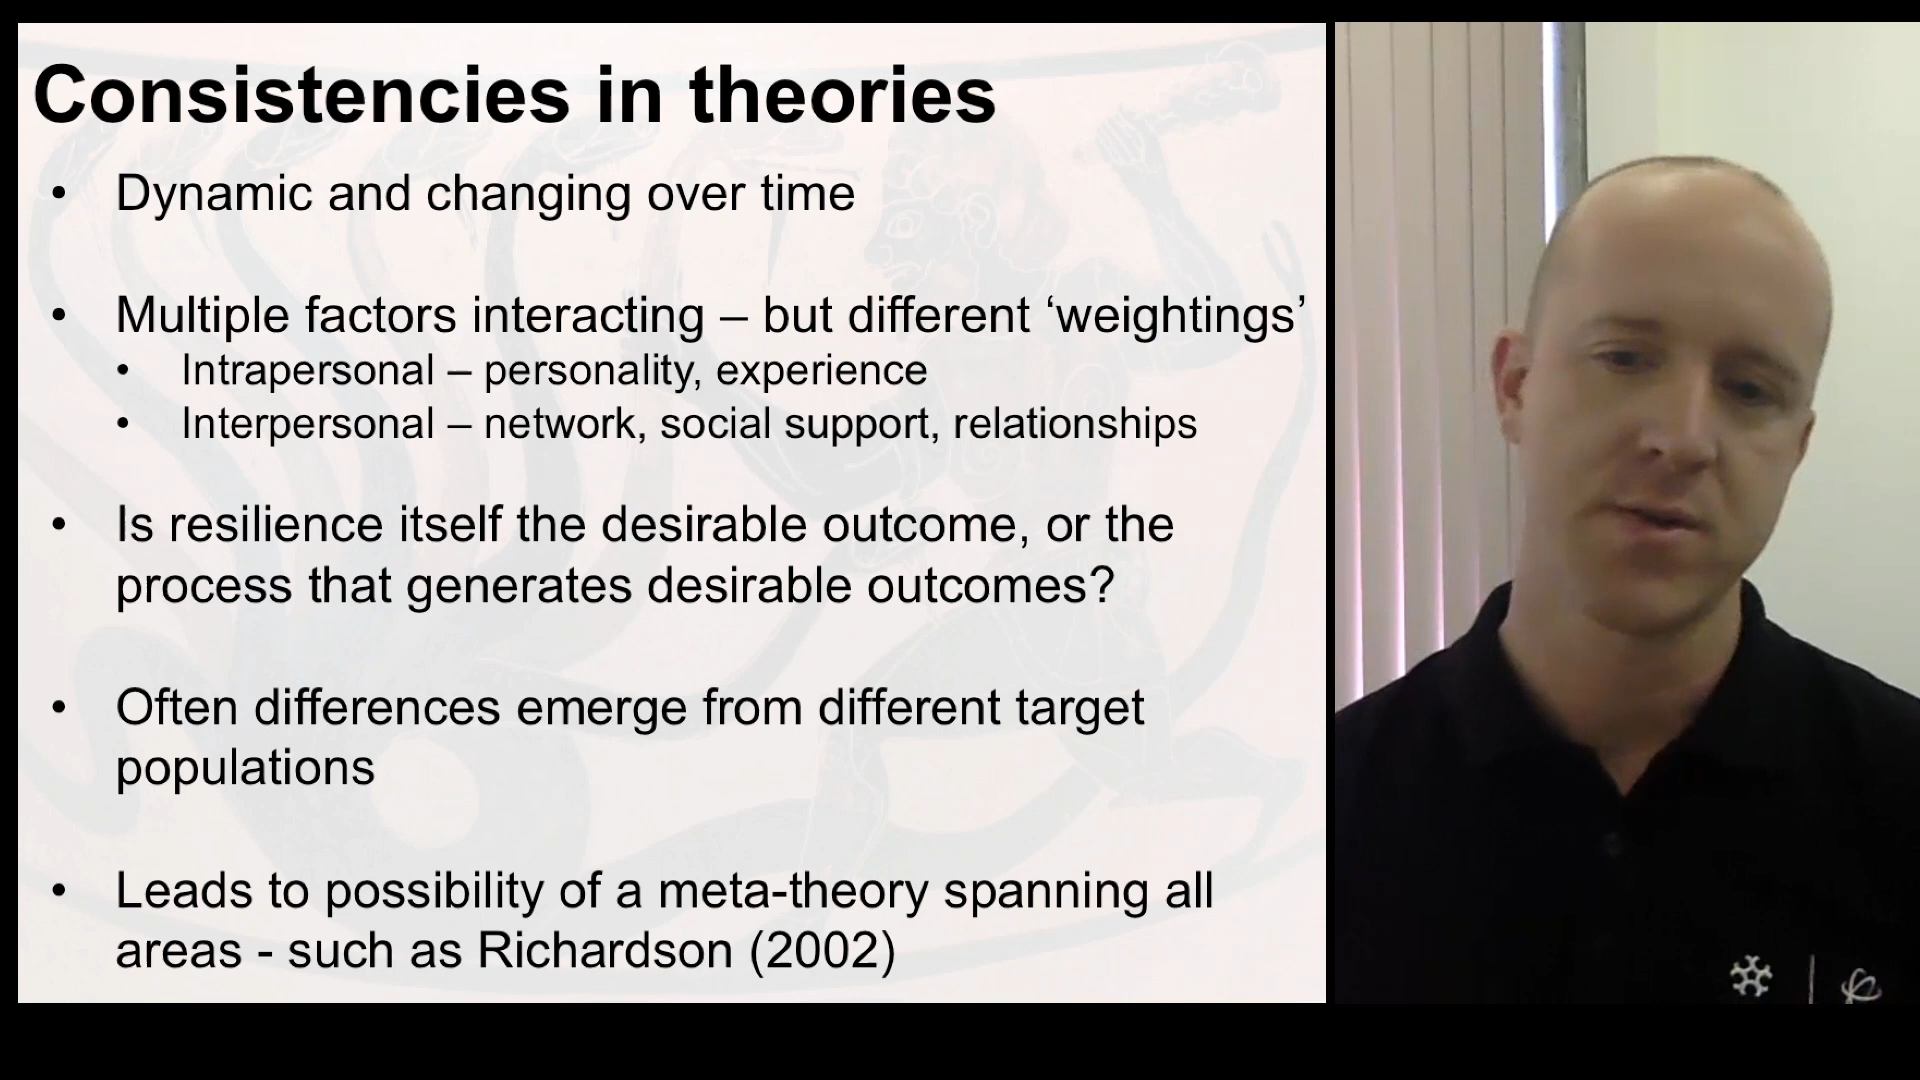 Consistencies in theories
• Dynamic and changing over time
• Multiple factors interacting – but different ‘weightings’
• Intrapersonal – personality, experience
• Interpersonal – network, social support, relationships
• Is resilience itself the desirable outcome, or the
process that generates desirable outcomes?
• Often differences emerge from different target
populations
• Leads to possibility of a meta-theory spanning all
areas - such as Richardson (2002)